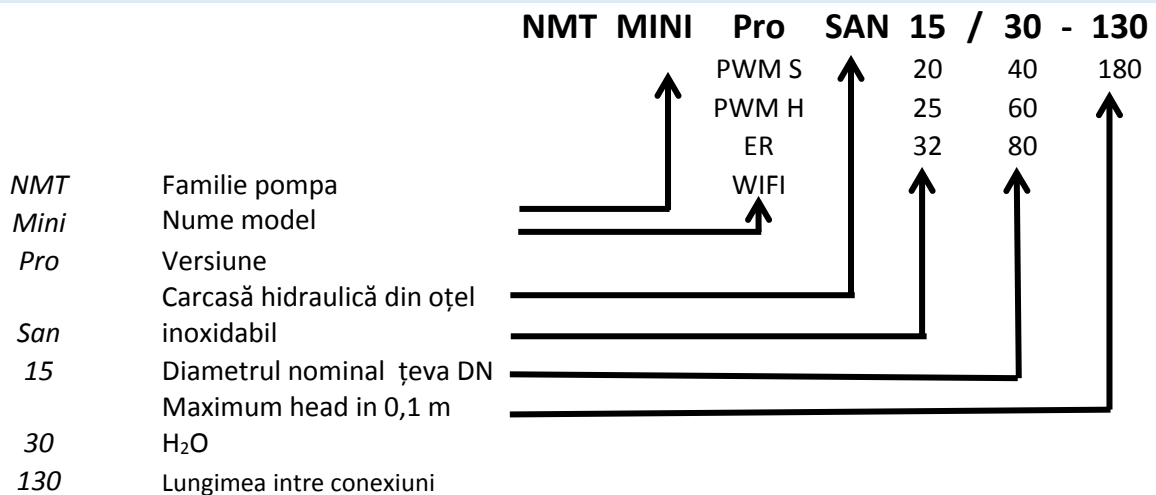 NMT MINI Pro SAN 15 / 30 - 130
PWM S 20 40 180
PWM H 25 60
ER 32 80
WIFI
NMT Familie pompa
Mini Nume model
Pro Versiune
Carcasă hidraulică din oțel
San inoxidabil
15 Diametrul nominal țeva DN
Maximum head in 0,1 m
30 H₂O
130 Lungimea intre conexiuni